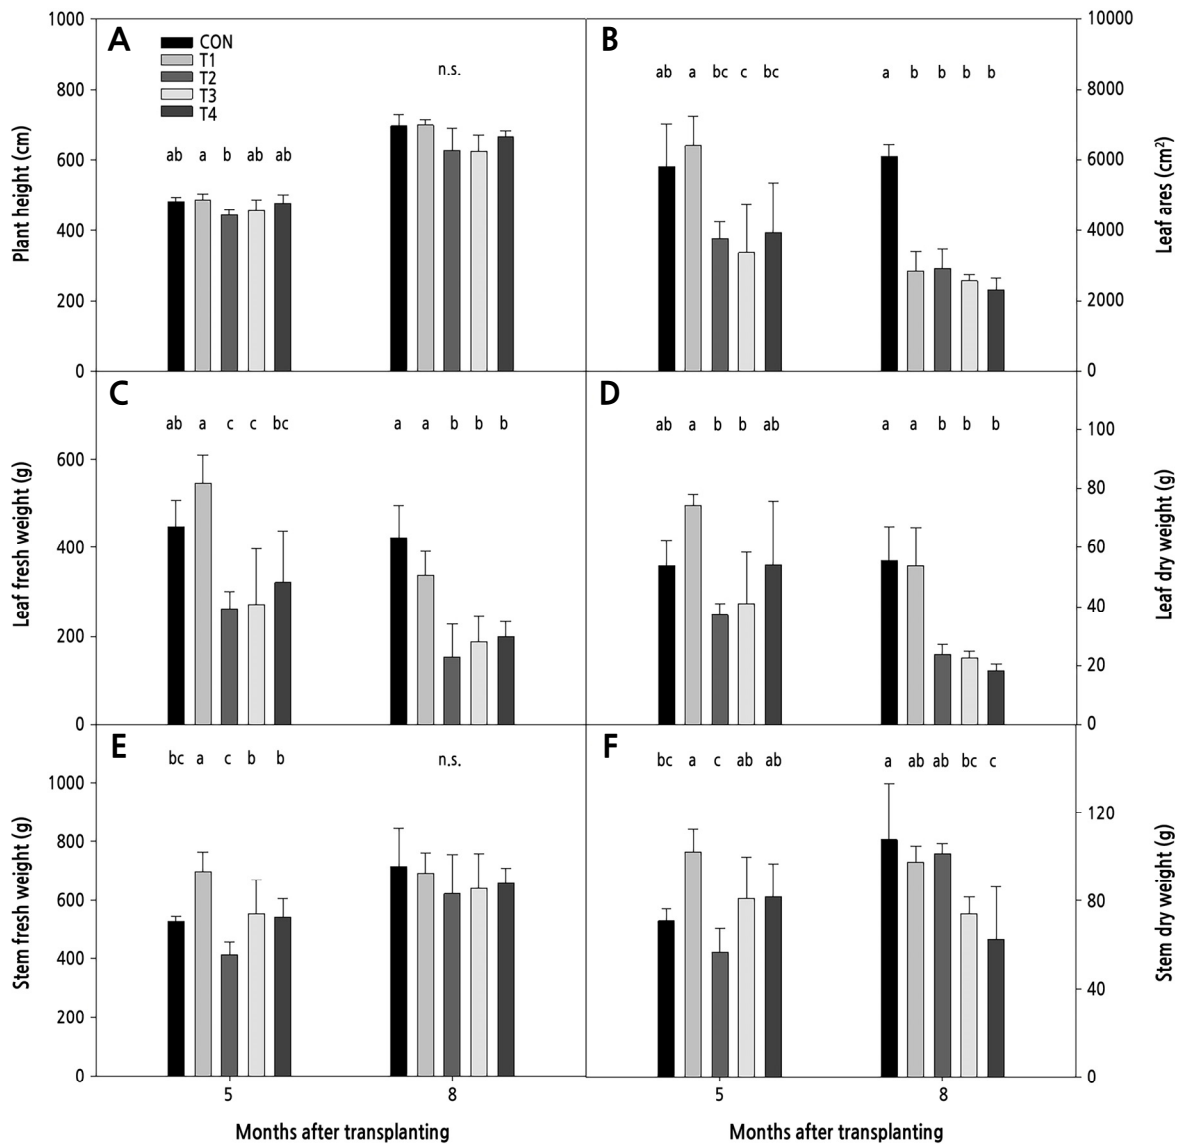 A
CON
T1
T2
T3
T4
1000
800
600
400
200
0
Plant height (cm)
ab a b ab ab
n.s.
B
10000
8000
6000
4000
2000
0
Leaf ares (cm²)
ab a bc c bc
a b b b b
C
600
400
200
0
Leaf fresh weight (g)
ab a c c bc
a a b b b
D
100
80
60
40
20
0
Leaf dry weight (g)
ab a b b ab
a a b b b
E
1000
800
600
400
200
0
Stem fresh weight (g)
bc a c b b
n.s.
5 8
Months after transplanting
F
120
80
40
0
Stem dry weight (g)
bc a c ab ab
a ab ab bc c
5 8
Months after transplanting